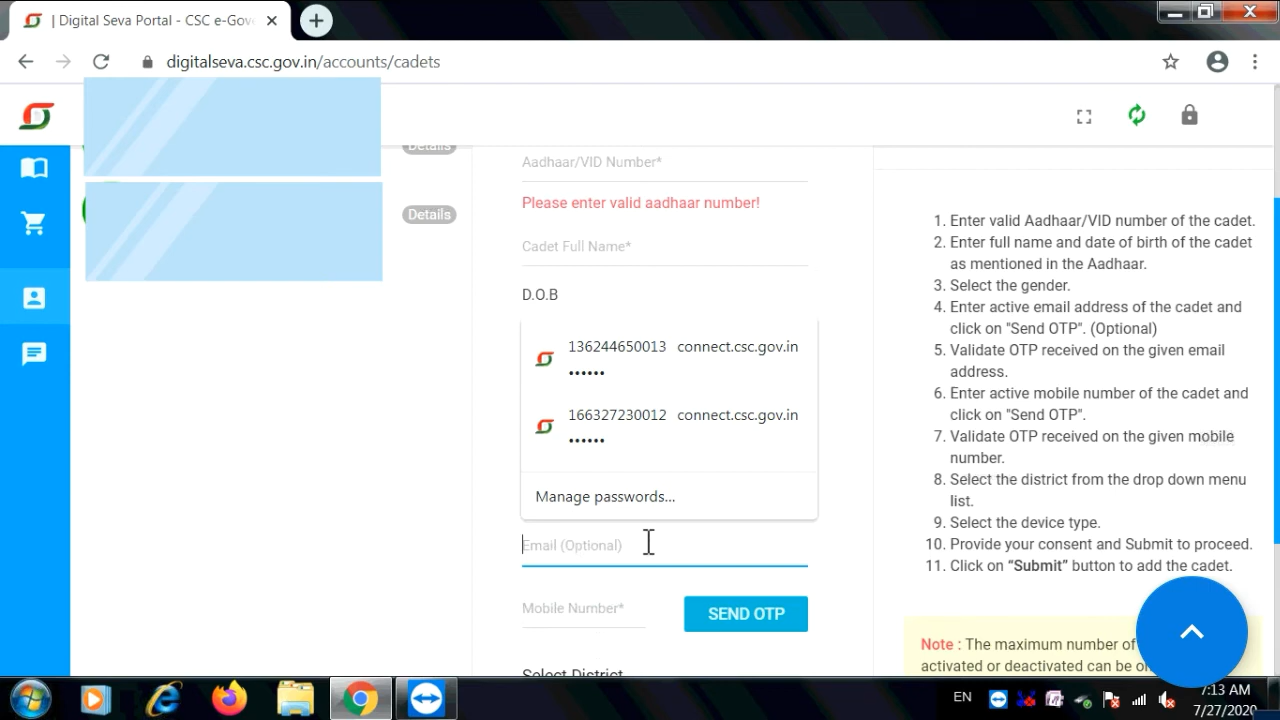 | Digital Seva Portal - CSC e-Gov
digitalseva.csc.gov.in/accounts/cadets
Details
Details
Aadhaar/VID Number*
Please enter valid aadhaar number!
Cadet Full Name*
D.O.B
136244650013 connect.csc.gov.in
••••••
166327230012 connect.csc.gov.in
••••••
Manage passwords...
Email (Optional)
Mobile Number*
SEND OTP
Select District
1. Enter valid Aadhaar/VID number of the cadet.
2. Enter full name and date of birth of the cadet
as mentioned in the Aadhaar.
3. Select the gender.
4. Enter active email address of the cadet and
click on "Send OTP". (Optional)
5. Validate OTP received on the given email
address.
6. Enter active mobile number of the cadet and
click on "Send OTP".
7. Validate OTP received on the given mobile
number.
8. Select the district from the drop down menu
list.
9. Select the device type.
10. Provide your consent and Submit to proceed.
11. Click on “Submit” button to add the cadet.
Note : The maximum number of
activated or deactivated can be
EN
7:13 AM
7/27/2020